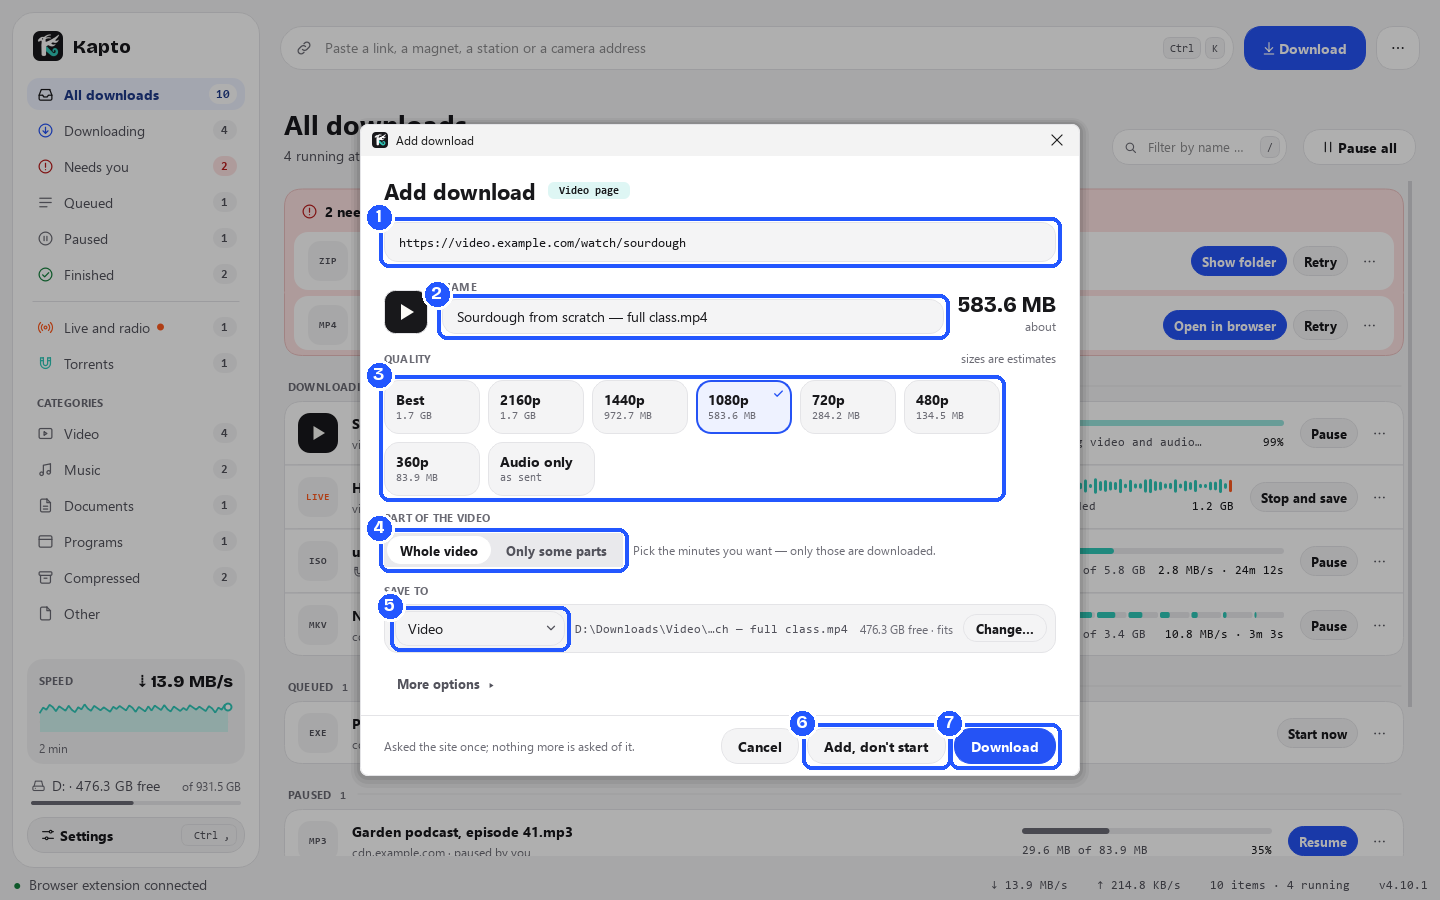 Kapto
All downloads 10
Downloading 4
Needs you 2
Queued 1
Paused 1
Finished 2
Live and radio
Torrents
CATEGORIES
Video 4
Music 2
Documents 1
Programs 1
Compressed 2
Other
SPEED ↓ 13.9 MB/s
2 min
D: · 476.3 GB free of 931.5 GB
Settings Ctrl ,
Browser extension connected
Paste a link, a magnet, a station or a camera address Ctrl K
Download
All downloads
4 running at
Filter by name ... /
Pause all
2 nee
ZIP Show folder Retry
MP4 Open in browser Retry
DOWNLOAD
S
vi video and audio… 99% Pause
LIVE H
vi ded 1.2 GB Stop and save
ISO u
of 5.8 GB 2.8 MB/s · 24m 12s Pause
MKV N
co of 3.4 GB 10.8 MB/s · 3m 3s Pause
QUEUED 1
EXE P
co Start now
PAUSED 1
MP3 Garden podcast, episode 41.mp3
cdn.example.com · paused by you
29.6 MB of 83.9 MB 35% Resume
↓ 13.9 MB/s ↑ 214.8 KB/s 10 items · 4 running v4.10.1
Add download
Add download Video page
1
https://video.example.com/watch/sourdough
2 AME
Sourdough from scratch — full class.mp4
583.6 MB
about
QUALITY sizes are estimates
3
Best
1.7 GB
2160p
1.7 GB
1440p
972.7 MB
1080p
583.6 MB
720p
284.2 MB
480p
134.5 MB
360p
83.9 MB
Audio only
as sent
PART OF THE VIDEO
4
Whole video Only some parts Pick the minutes you want — only those are downloaded.
SAVE TO
5
Video D:\Downloads\Video\…ch — full class.mp4 476.3 GB free · fits Change...
More options
6 7
Asked the site once; nothing more is asked of it. Cancel Add, don't start Download